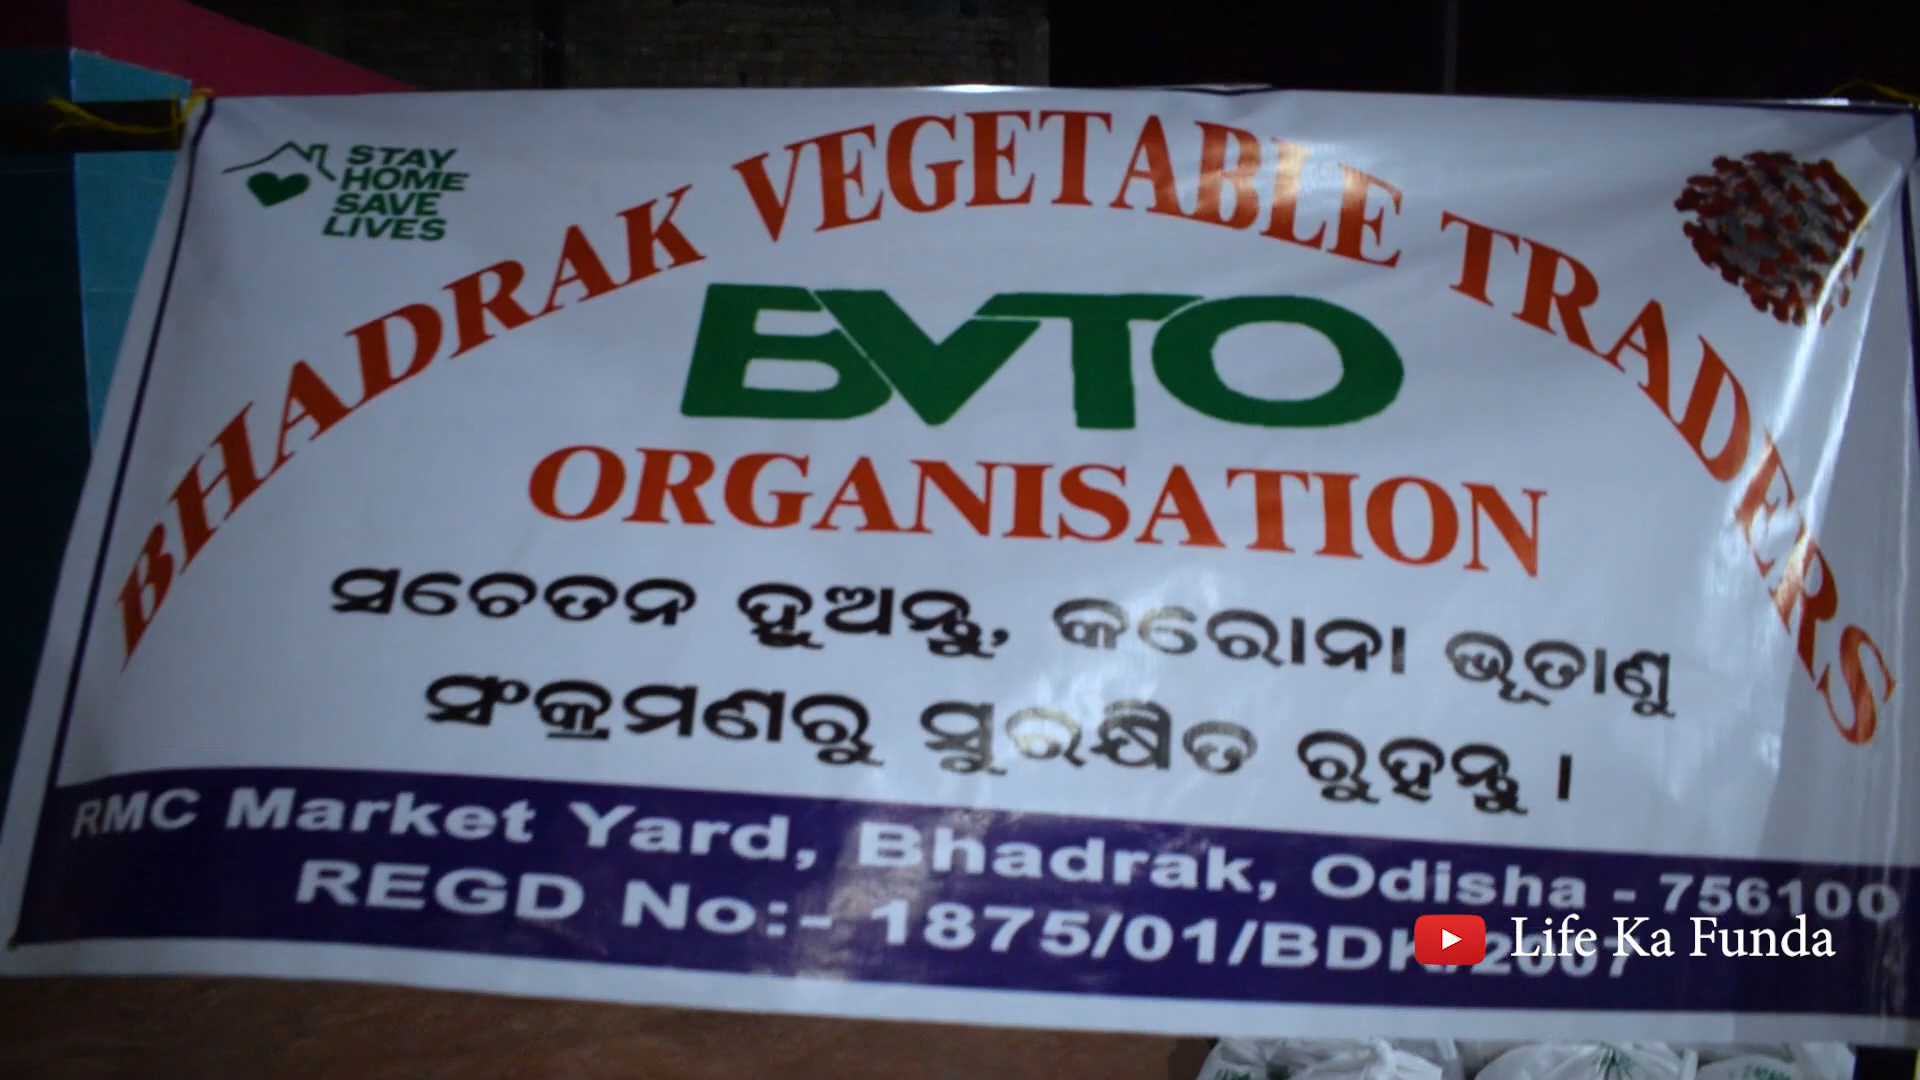 STAY
HOME
SAVE
LIVES
BHADRAK VEGETABLE TRADERS
BVTO
ORGANISATION
ସଚେତନ ହୁଅନ୍ତୁ, କରୋନା ଭୂତାଣୁ
ସଂକ୍ରମଣରୁ ସୁରକ୍ଷିତ ରୁହନ୍ତୁ ।
RMC Market Yard, Bhadrak, Odisha - 756100
REGD No:- 1875/01/BDK/2007
Life Ka Funda